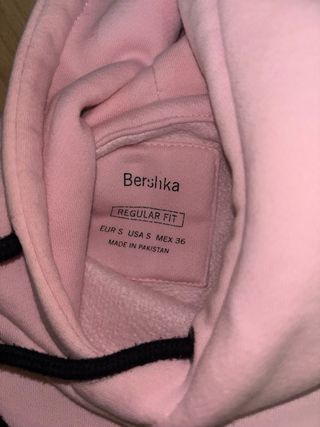 Bershka
REGULAR FIT
EUR S USA S MEX 36
MADE IN PAKISTAN